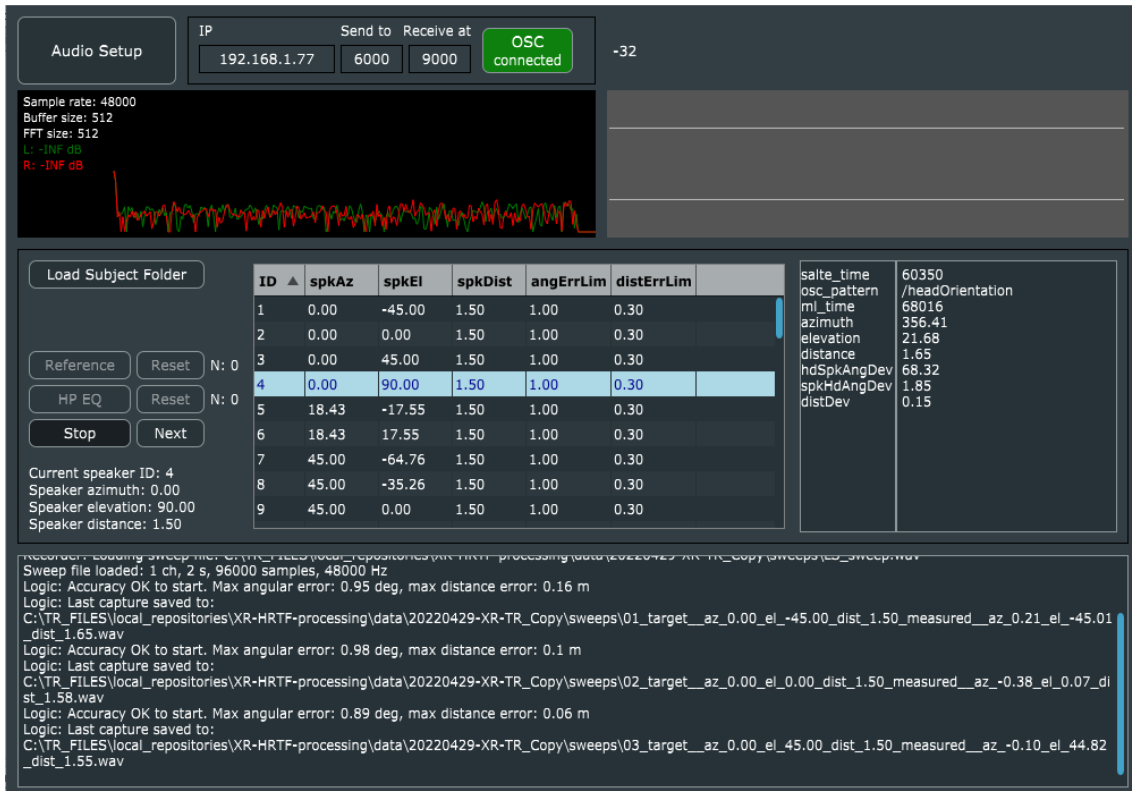 Audio Setup
IP
Send to
Receive at
192.168.1.77
6000
9000
OSC
connected
-32
Sample rate: 48000
Buffer size: 512
FFT size: 512
L: -INF dB
R: -INF dB
Load Subject Folder
Reference
Reset
N: 0
HP EQ
Reset
N: 0
Stop
Next
Current speaker ID: 4
Speaker azimuth: 0.00
Speaker elevation: 90.00
Speaker distance: 1.50
ID ▲ spkAz spkEl spkDist angErrLim distErrLim
1 0.00 -45.00 1.50 1.00 0.30
2 0.00 0.00 1.50 1.00 0.30
3 0.00 45.00 1.50 1.00 0.30
4 0.00 90.00 1.50 1.00 0.30
5 18.43 -17.55 1.50 1.00 0.30
6 18.43 17.55 1.50 1.00 0.30
7 45.00 -64.76 1.50 1.00 0.30
8 45.00 -35.26 1.50 1.00 0.30
9 45.00 0.00 1.50 1.00 0.30
salte_time 60350
osc_pattern /headOrientation
ml_time 68016
azimuth 356.41
elevation 21.68
distance 1.65
hdSpkAngDev 68.32
spkHdAngDev 1.85
distDev 0.15
Recorder: Loading sweep file: C:\TR_FILES\local_repositories\XR-HRTF-processing\data\20220429-XR-TR_Copy\sweeps\ES_sweep.wav
Sweep file loaded: 1 ch, 2 s, 96000 samples, 48000 Hz
Logic: Accuracy OK to start. Max angular error: 0.95 deg, max distance error: 0.16 m
Logic: Last capture saved to:
C:\TR_FILES\local_repositories\XR-HRTF-processing\data\20220429-XR-TR_Copy\sweeps\01_target__az_0.00_el_-45.00_dist_1.50_measured__az_0.21_el_-45.01
_dist_1.65.wav
Logic: Accuracy OK to start. Max angular error: 0.98 deg, max distance error: 0.1 m
Logic: Last capture saved to:
C:\TR_FILES\local_repositories\XR-HRTF-processing\data\20220429-XR-TR_Copy\sweeps\02_target__az_0.00_el_0.00_dist_1.50_measured__az_-0.38_el_0.07_di
st_1.58.wav
Logic: Accuracy OK to start. Max angular error: 0.89 deg, max distance error: 0.06 m
Logic: Last capture saved to:
C:\TR_FILES\local_repositories\XR-HRTF-processing\data\20220429-XR-TR_Copy\sweeps\03_target__az_0.00_el_45.00_dist_1.50_measured__az_-0.10_el_44.82
_dist_1.55.wav